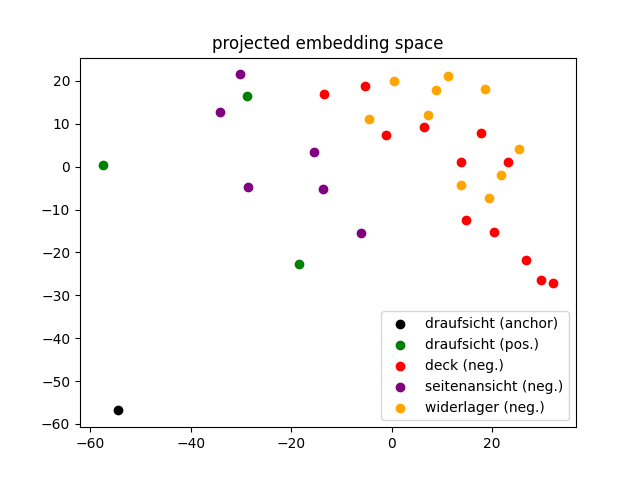 projected embedding space
20
10
0
−10
−20
−30
−40
−50
−60
−60
−40
−20
0
20
draufsicht (anchor)
draufsicht (pos.)
deck (neg.)
seitenansicht (neg.)
widerlager (neg.)